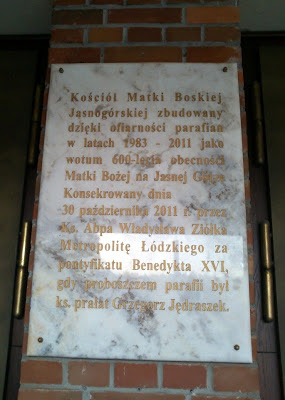 Kościół Matki Boskiej
Jasnogórskiej zbudowany
dzięki ofiarności parafian
w latach 1983 - 2011 jako
wotum 600-lecia obecności
Matki Bożej na Jasnej Górze
Konsekrowany dnia
30 października 2011 r. przez
Ks. Abpa Władysława Ziółka
Metropolitę Łódzkiego za
pontyfikatu Benedykta XVI,
gdy proboszczem parafii był
ks. prałat Grzegorz Jędraszek.